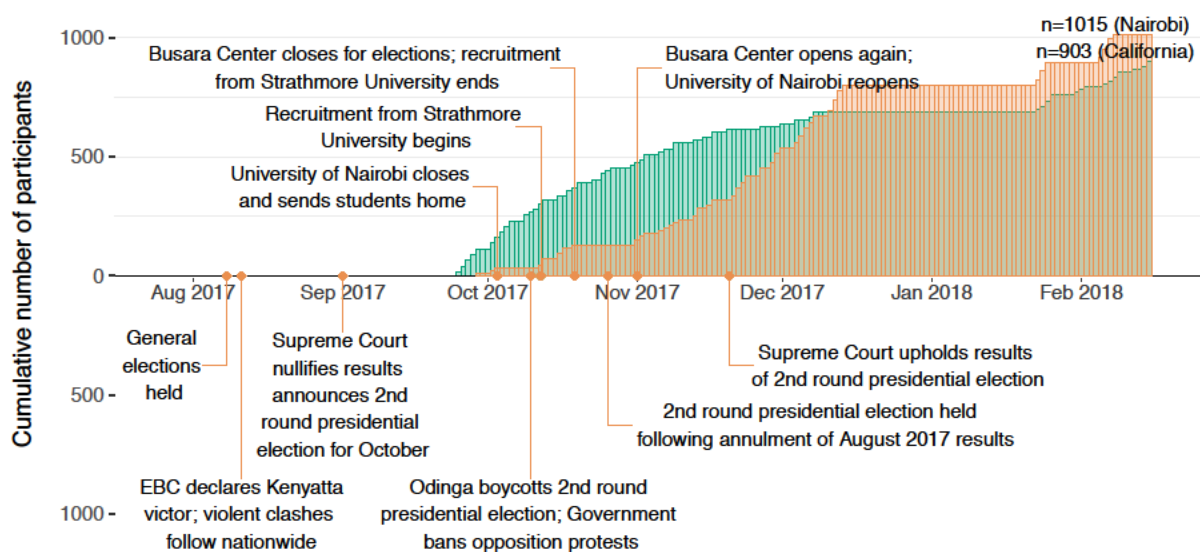 n=1015 (Nairobi)
n=903 (California)
1000
Busara Center closes for elections; recruitment
from Strathmore University ends
Busara Center opens again;
University of Nairobi reopens
Recruitment from Strathmore
University begins
500
University of Nairobi closes
and sends students home
0
Aug 2017
Sep 2017
Oct 2017
Nov 2017
Dec 2017
Jan 2018
Feb 2018
Cumulative number of participants
General
elections
held
Supreme Court
nullifies results
announces 2nd
round presidential
election for October
Supreme Court upholds results
of 2nd round presidential election
500
2nd round presidential election held
following annulment of August 2017 results
EBC declares Kenyatta
victor; violent clashes
follow nationwide
Odinga boycotts 2nd round
presidential election; Government
bans opposition protests
1000